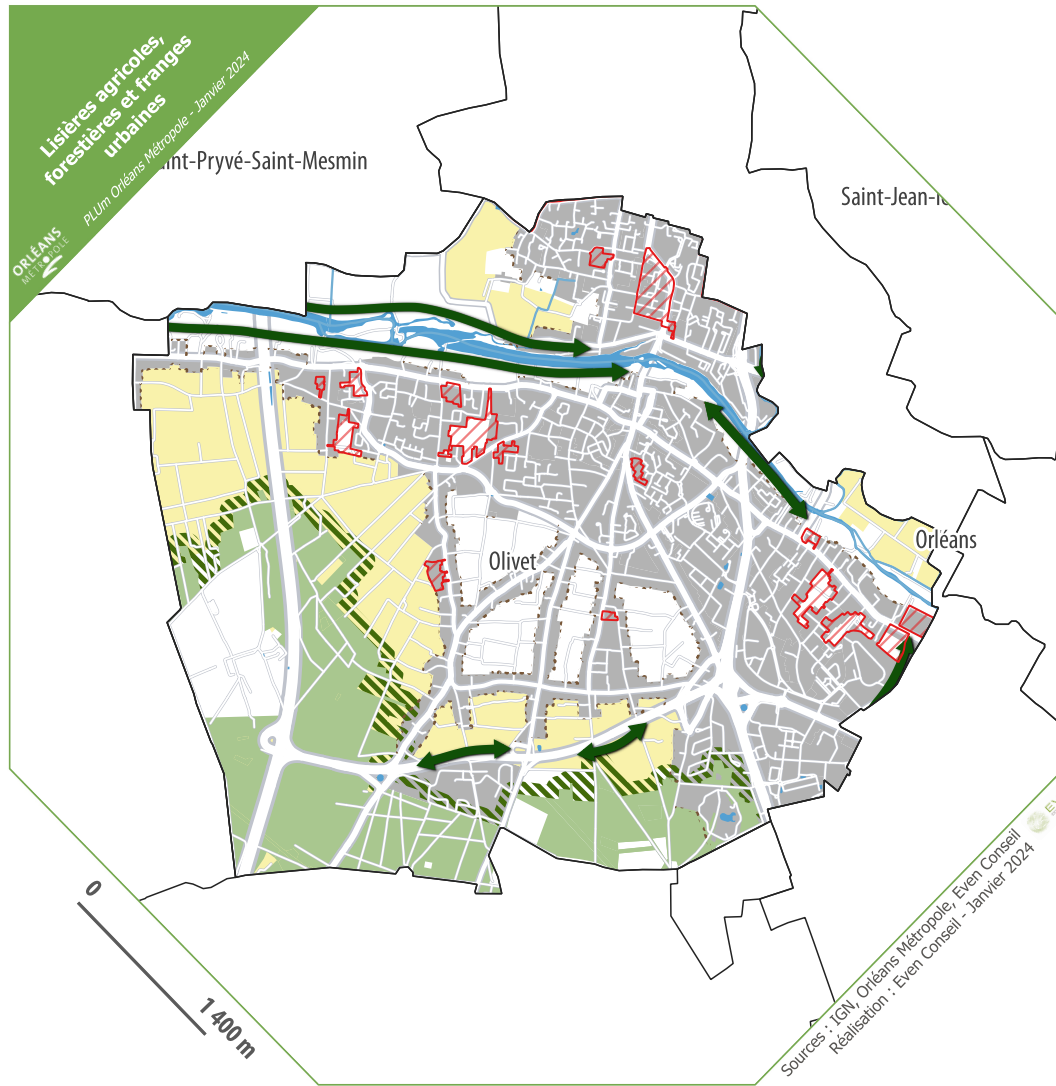 Lisières agricoles,
forestières et franges
urbaines
PLUm Orléans Métropole - Janvier 2024
ORLÉANS
MÉTROPOLE
int-Pryvé-Saint-Mesmin
Saint-Jean-
Orléans
Olivet
0
1 400 m
Sources : IGN, Orléans Métropole, Even Conseil
Réalisation : Even Conseil - Janvier 2024